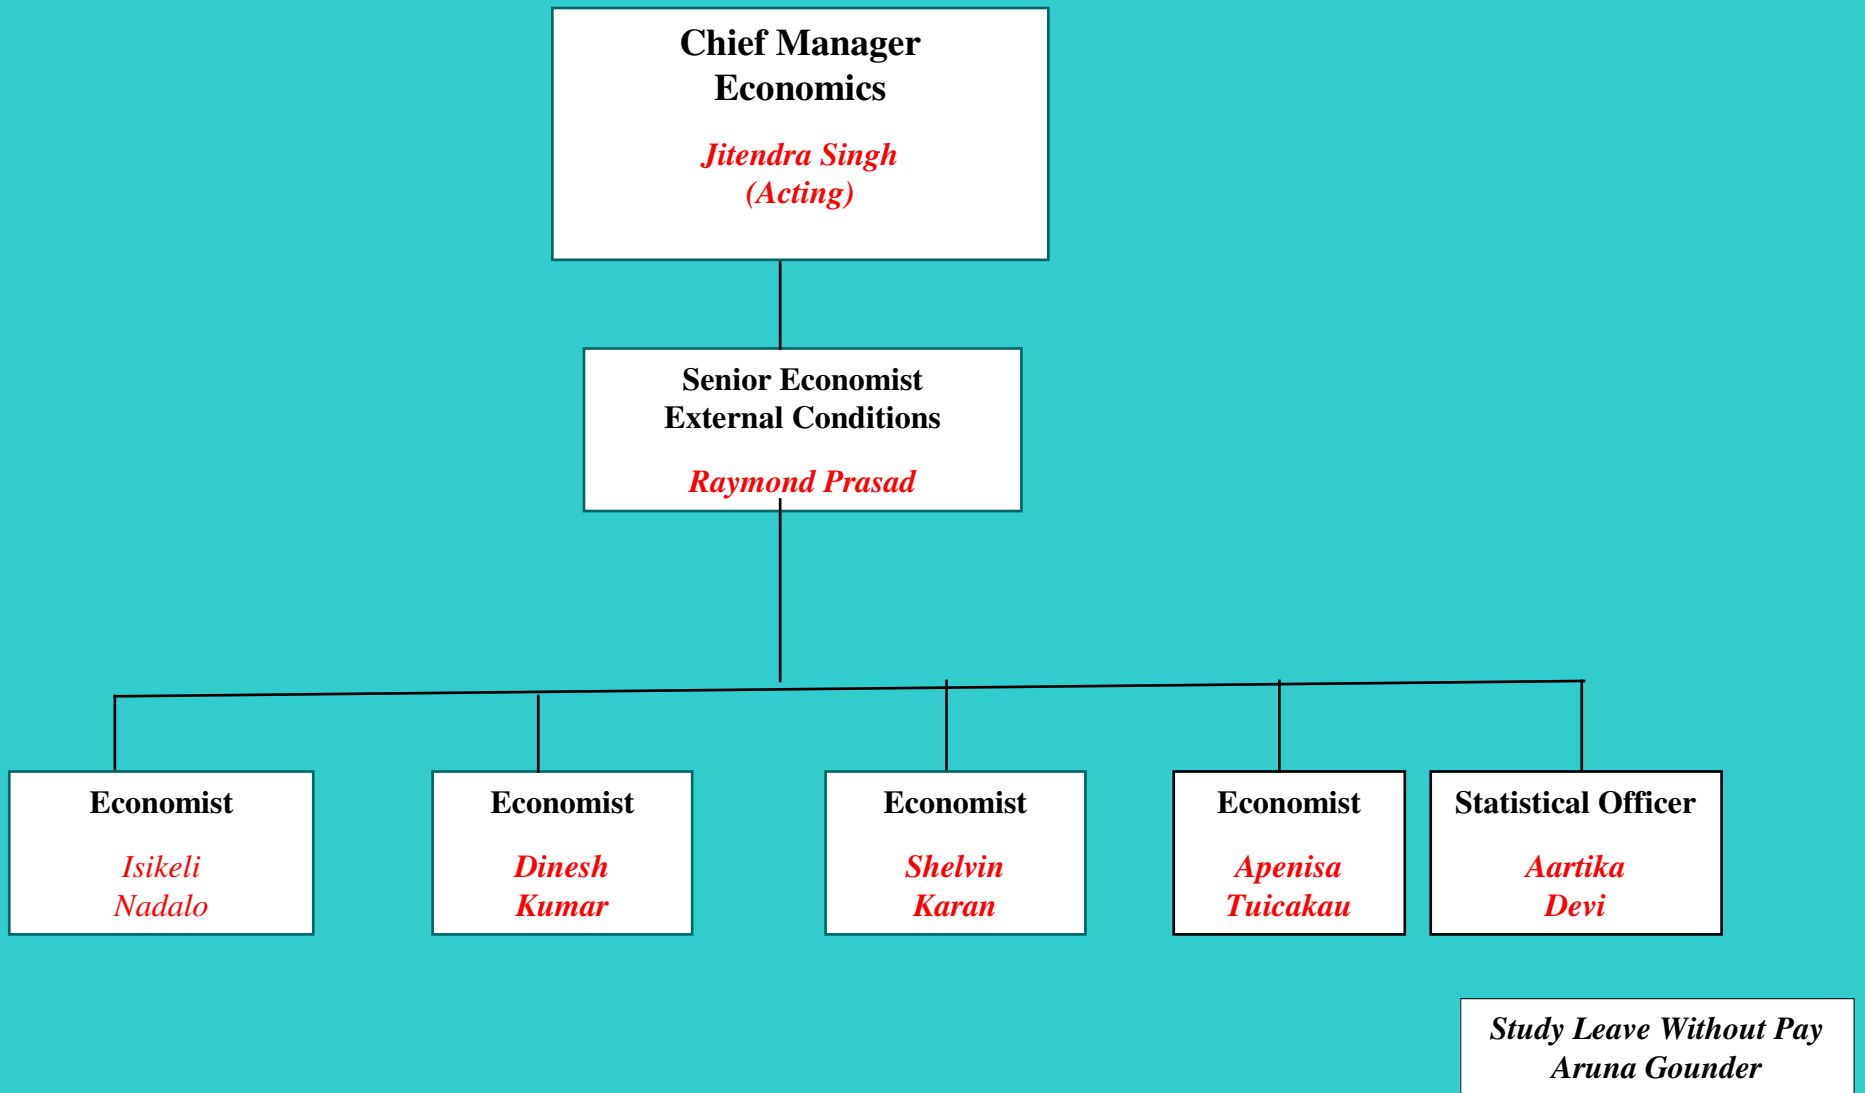 Chief Manager
Economics
Jitendra Singh
(Acting)
Senior Economist
External Conditions
Raymond Prasad
Economist
Isikeli
Nadalo
Economist
Dinesh
Kumar
Economist
Shelvin
Karan
Economist
Apenisa
Tuicakau
Statistical Officer
Aartika
Devi
Study Leave Without Pay
Aruna Gounder